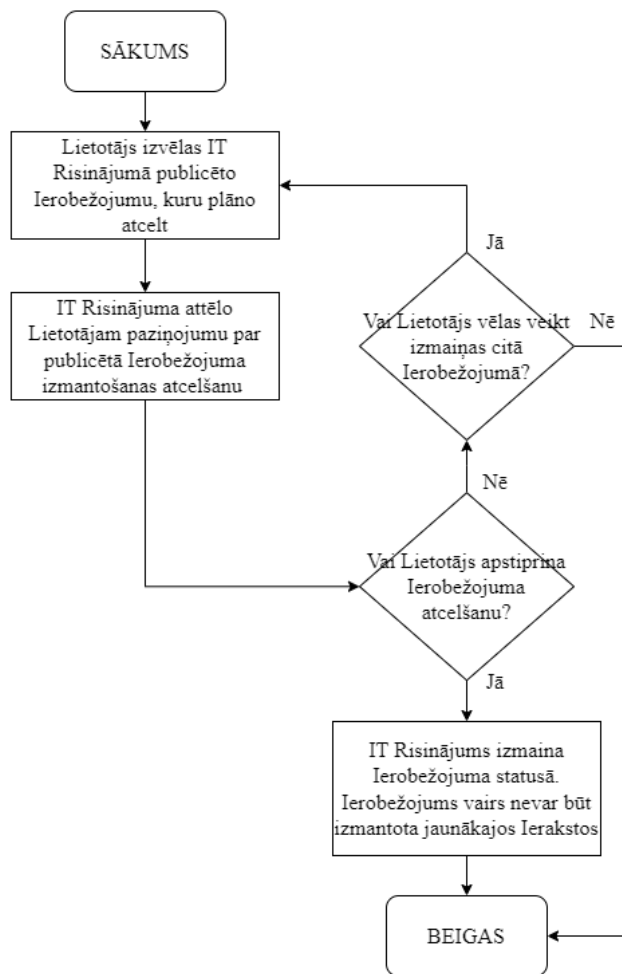 SĀKUMS
Lietotājs izvēlas IT
Risinājumā publicēto
Ierobežojumu, kuru plāno
atcelt
IT Risinājuma attēlo
Lietotājam paziņojumu par
publicētā Ierobežojuma
izmantošanas atcelšanu
Jā
Vai Lietotājs vēlas veikt
izmaiņas citā
Ierobežojumā?
Nē
Nē
Vai Lietotājs apstiprina
Ierobežojuma
atcelšanu?
Jā
IT Risinājums izmaina
Ierobežojuma statusā.
Ierobežojums vairs nevar būt
izmantota jaunākajos Ierakstos
BEIGAS